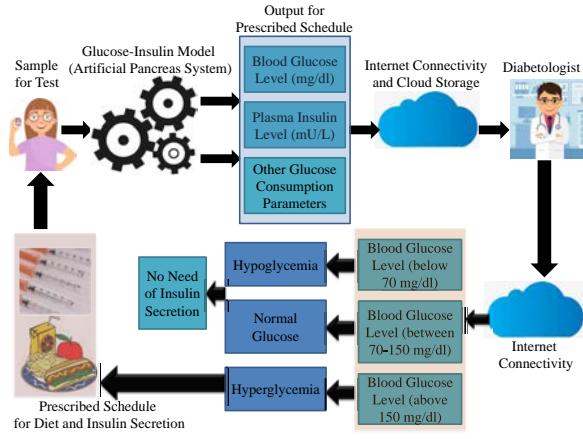 Output for
Prescribed Schedule
Sample
for Test
Glucose-Insulin Model
(Artificial Pancreas System)
Blood Glucose
Level (mg/dl)
Plasma Insulin
Level (mU/L)
Other Glucose
Consumption
Parameters
Internet Connectivity
and Cloud Storage
Diabetologist
No Need
of Insulin
Secretion
Hypoglycemia
Blood Glucose
Level (below
70 mg/dl)
Normal
Glucose
Blood Glucose
Level (between
70-150 mg/dl)
Internet
Connectivity
Hyperglycemia
Blood Glucose
Level (above
150 mg/dl)
Prescribed Schedule
for Diet and Insulin Secretion